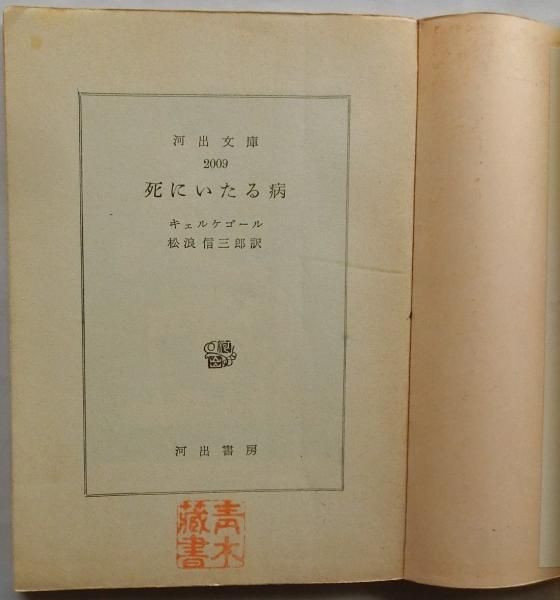 河出文庫
2009
死にいたる病
キェルケゴール
松浪信三郎訳
河出書房
青木
藏書